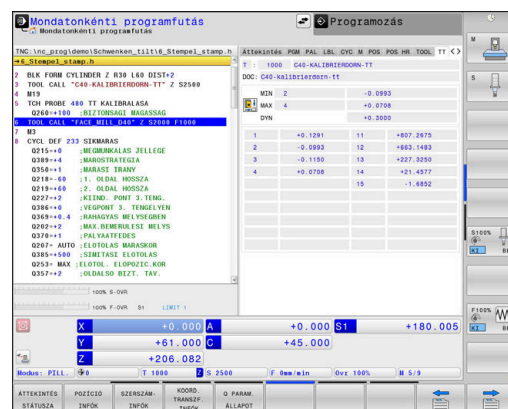 Mondatonkénti programfutás
Mondatonkénti programfutás
Programozás
TNC:\nc_prog\demo\Schwenken_tilt\6_Stempel_stamp.h
→6_Stempel_stamp.h
2 BLK FORM CYLINDER Z R30 L60 DIST+2
3 TOOL CALL "C40-KALIBRIERDORN-TT" Z S2500
4 M19
5 TCH PROBE 480 TT KALIBRALASA
Q260=+100 ;BIZTONSAGI MAGASSAG
6 TOOL CALL "FACE_MILL_D40" Z S2000 F1000
7 M3
8 CYCL DEF 233 SIKMARAS
Q215=+0 ;MEGMUNKALAS JELLEGE
Q389=+4 ;MAROSTRATEGIA
Q350=+1 ;MARASI IRANY
Q218=-60 ;1. OLDAL HOSSZA
Q219=+60 ;2. OLDAL HOSSZA
Q227=+2 ;KIIND. PONT 3.TENG.
Q386=+0 ;VEGPONT 3. TENGELYEN
Q369=+0.4 ;RAHAGYAS MELYSEGBEN
Q202=+2 ;MAX.BEMERULESI MELYS
Q370=+1 ;PALYAATFEDES
Q207= AUTO ;ELOTOLAS MARASKOR
Q385=+500 ;SIMITASI ELOTOLAS
Q253= MAX ;ELOTOL. ELOPOZIC.KOR
Q357=+2 ;OLDALSO BIZT. TAV.
Áttekintés PGM PAL LBL CYC M POS POS HR TOOL TT
T : 1000 C40-KALIBRIERDORN-TT
DOC: C40-kalibrierdorn-tt
MIN 2 -0.0993
MAX 4 +0.0708
DYN +0.3000
1 +0.1291 11 +807.2675
2 -0.0993 12 +663.1483
3 -0.1150 13 +227.3250
4 +0.0708 14 +21.4577
15 -1.6852
100% S-OVR
100% F-OVR S1 LIMIT 1
X +0.000 A +0.000 S1 +180.005
Y +61.000 C +45.000
Z +206.082
Modus: PILL. 0 T 1000 Z S 2500 F 0mm/min Ovr 100% M 5/9
ÁTTEKINTÉS STÁTUSZA
POZÍCIÓ INFÓK
SZERSZÁM- INFÓK
KOORD. TRANSZF. INFÓK
Q PARAM. ÁLLAPOT
M
S
S100%
KI BE
F100%
KI BE